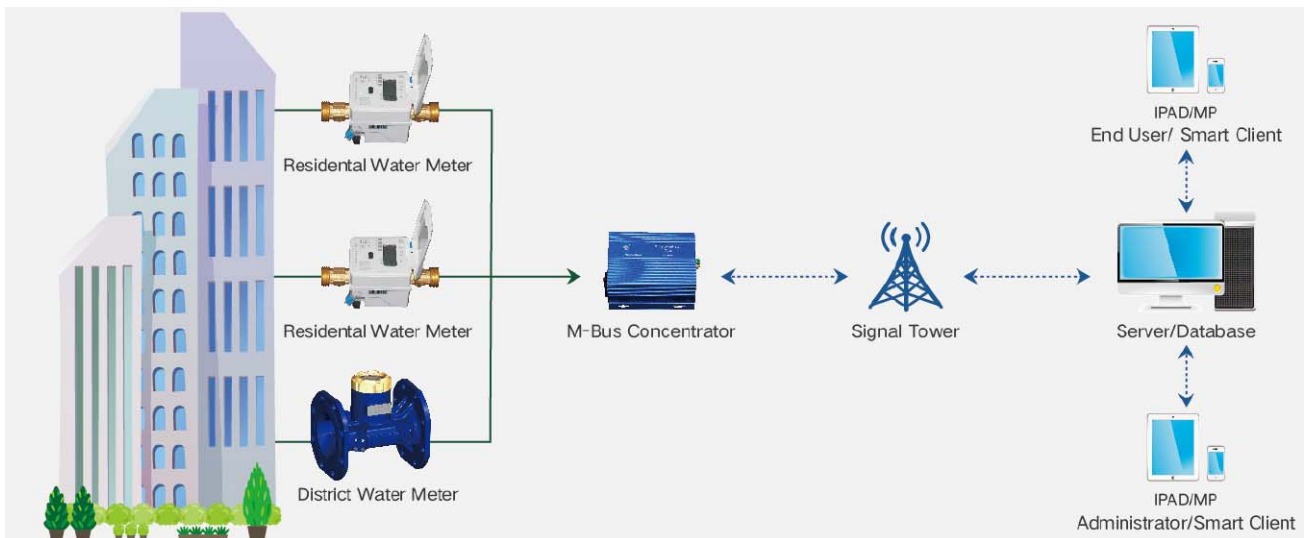 Residental Water Meter
Residental Water Meter
District Water Meter
M-Bus Concentrator
Signal Tower
IPAD/MP
End User/ Smart Client
Server/Database
IPAD/MP
Administrator/Smart Client